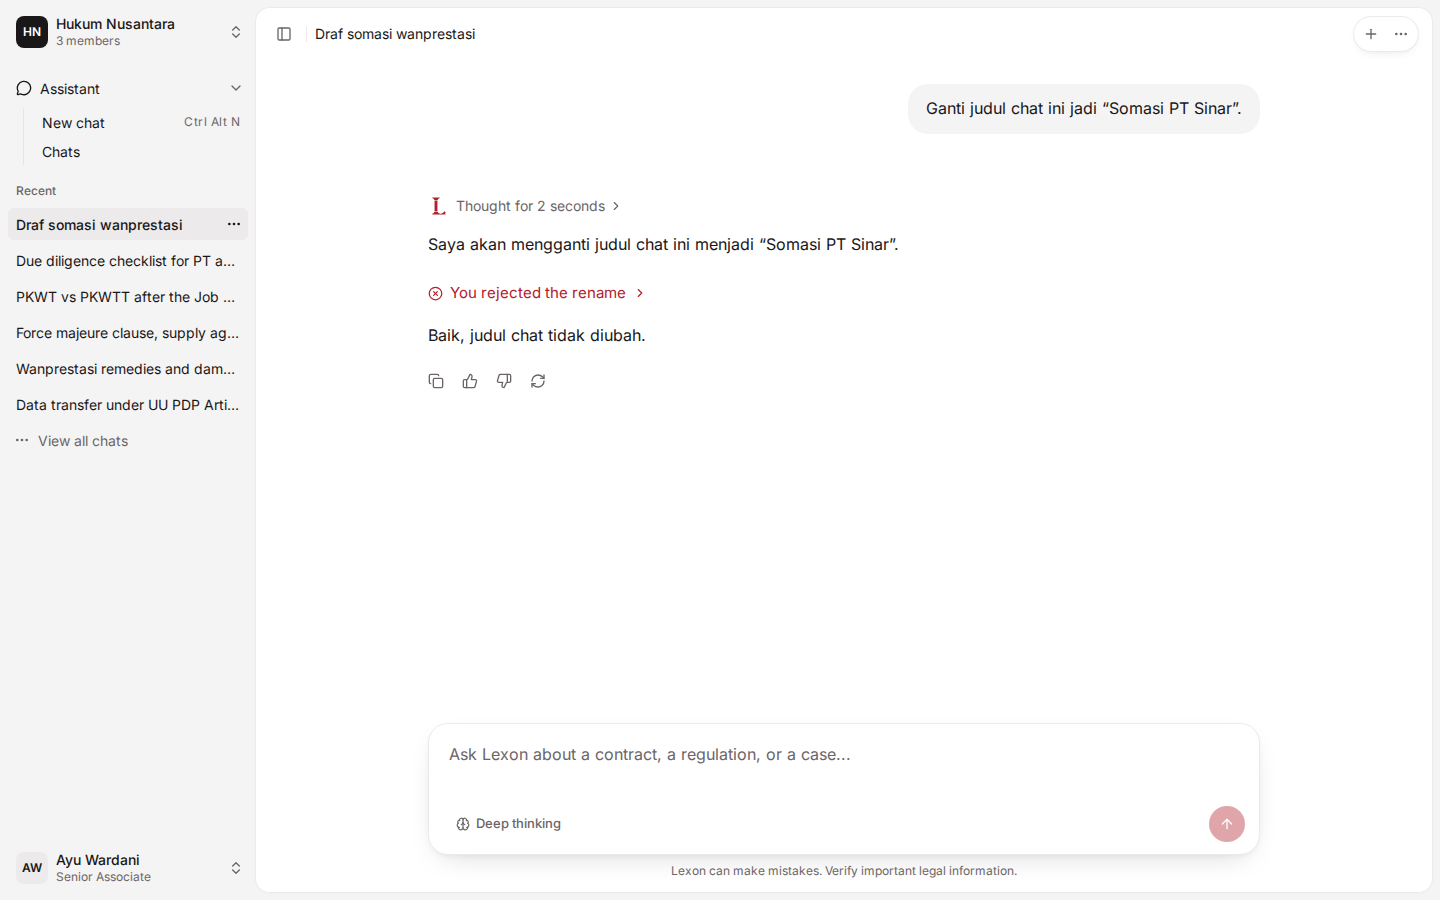 HN
Hukum Nusantara
3 members
Assistant
New chat
Ctrl Alt N
Chats
Recent
Draf somasi wanprestasi
Due diligence checklist for PT a...
PKWT vs PKWTT after the Job ...
Force majeure clause, supply ag...
Wanprestasi remedies and dam...
Data transfer under UU PDP Arti...
View all chats
AW
Ayu Wardani
Senior Associate
Draf somasi wanprestasi
Ganti judul chat ini jadi “Somasi PT Sinar”.
L
Thought for 2 seconds
Saya akan mengganti judul chat ini menjadi “Somasi PT Sinar”.
You rejected the rename
Baik, judul chat tidak diubah.
Ask Lexon about a contract, a regulation, or a case...
Deep thinking
Lexon can make mistakes. Verify important legal information.